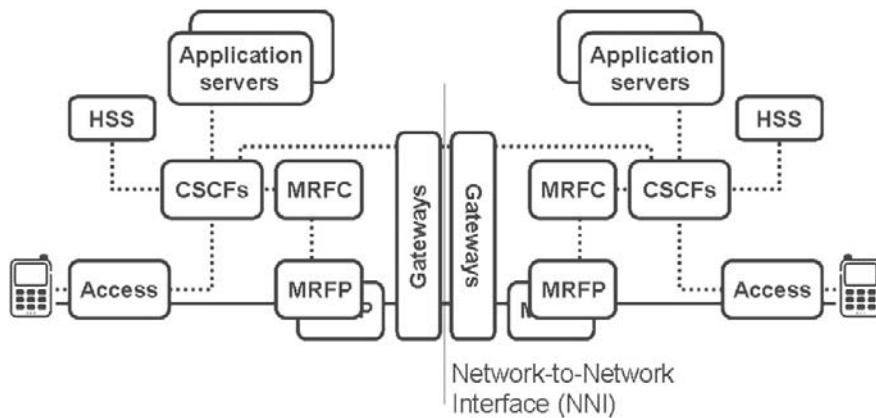 Application
servers
Application
servers
HSS
HSS
CSCFs
MRFC
Gateways
Gateways
MRFC
CSCFs
Access
MRFP
MRFP
Access
P
M
Network-to-Network
Interface (NNI)